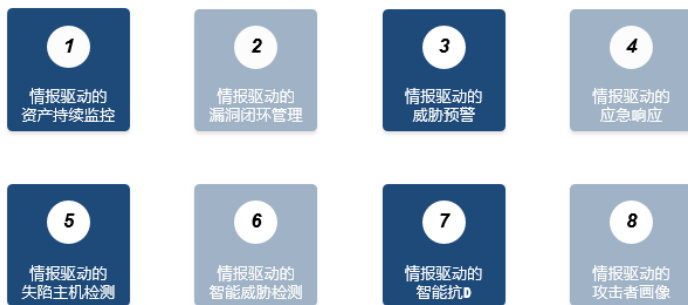 1
情报驱动的
资产持续监控
2
情报驱动的
漏洞闭环管理
3
情报驱动的
威胁预警
4
情报驱动的
应急响应
5
情报驱动的
失陷主机检测
6
情报驱动的
智能威胁检测
7
情报驱动的
智能抗D
8
情报驱动的
攻击者画像